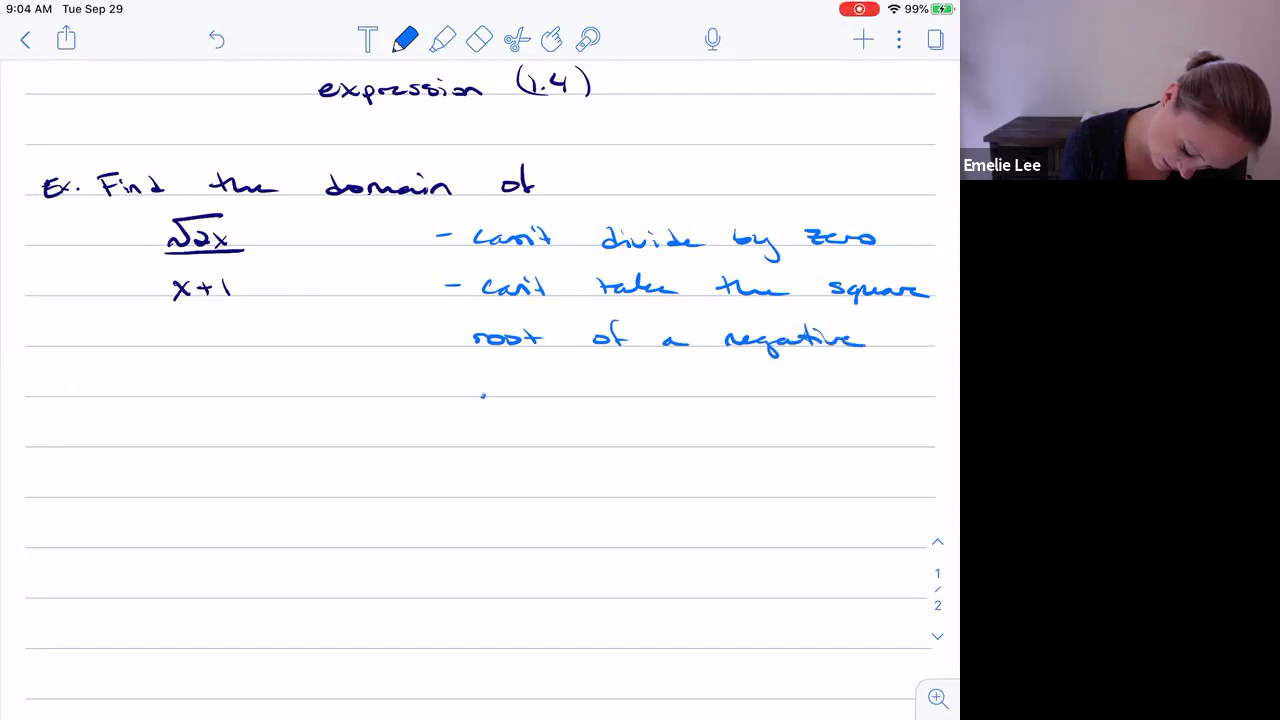 9:04 AM Tue Sep 29
99%
expression (1.4)
Ex. Find the domain of
√2x
x+1
- can't divide by zero
- can't take the square
root of a negative
Emelie Lee
1
/
2